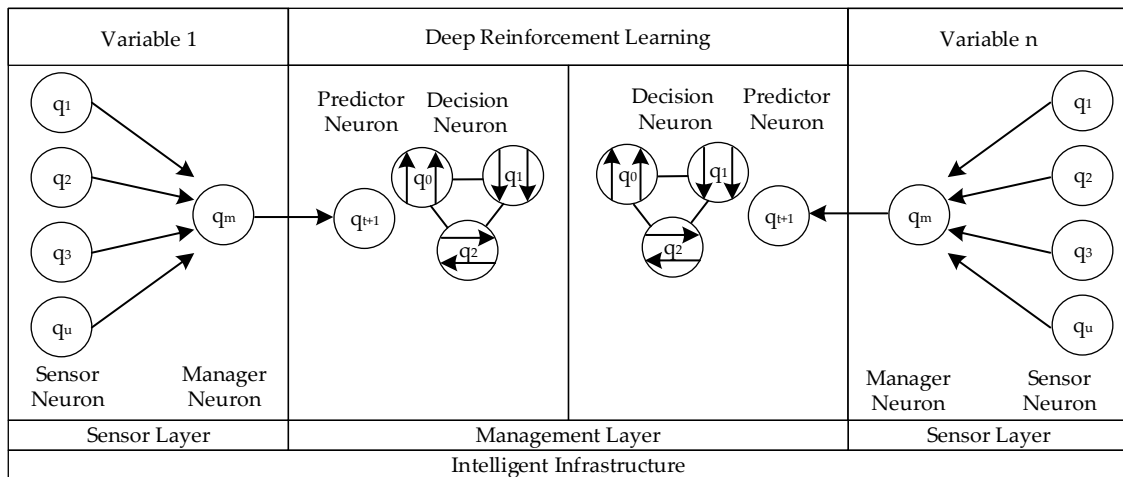 Variable 1
Deep Reinforcement Learning
Variable n
q1
q2
q3
qu
Sensor
Neuron
qm
Manager
Neuron
Predictor
Neuron
Decision
Neuron
qt+1
q0
q1
q2
Decision
Neuron
Predictor
Neuron
q0
q1
q2
qt+1
qm
Manager
Neuron
q1
q2
q3
qu
Sensor
Neuron
Sensor Layer
Management Layer
Sensor Layer
Intelligent Infrastructure